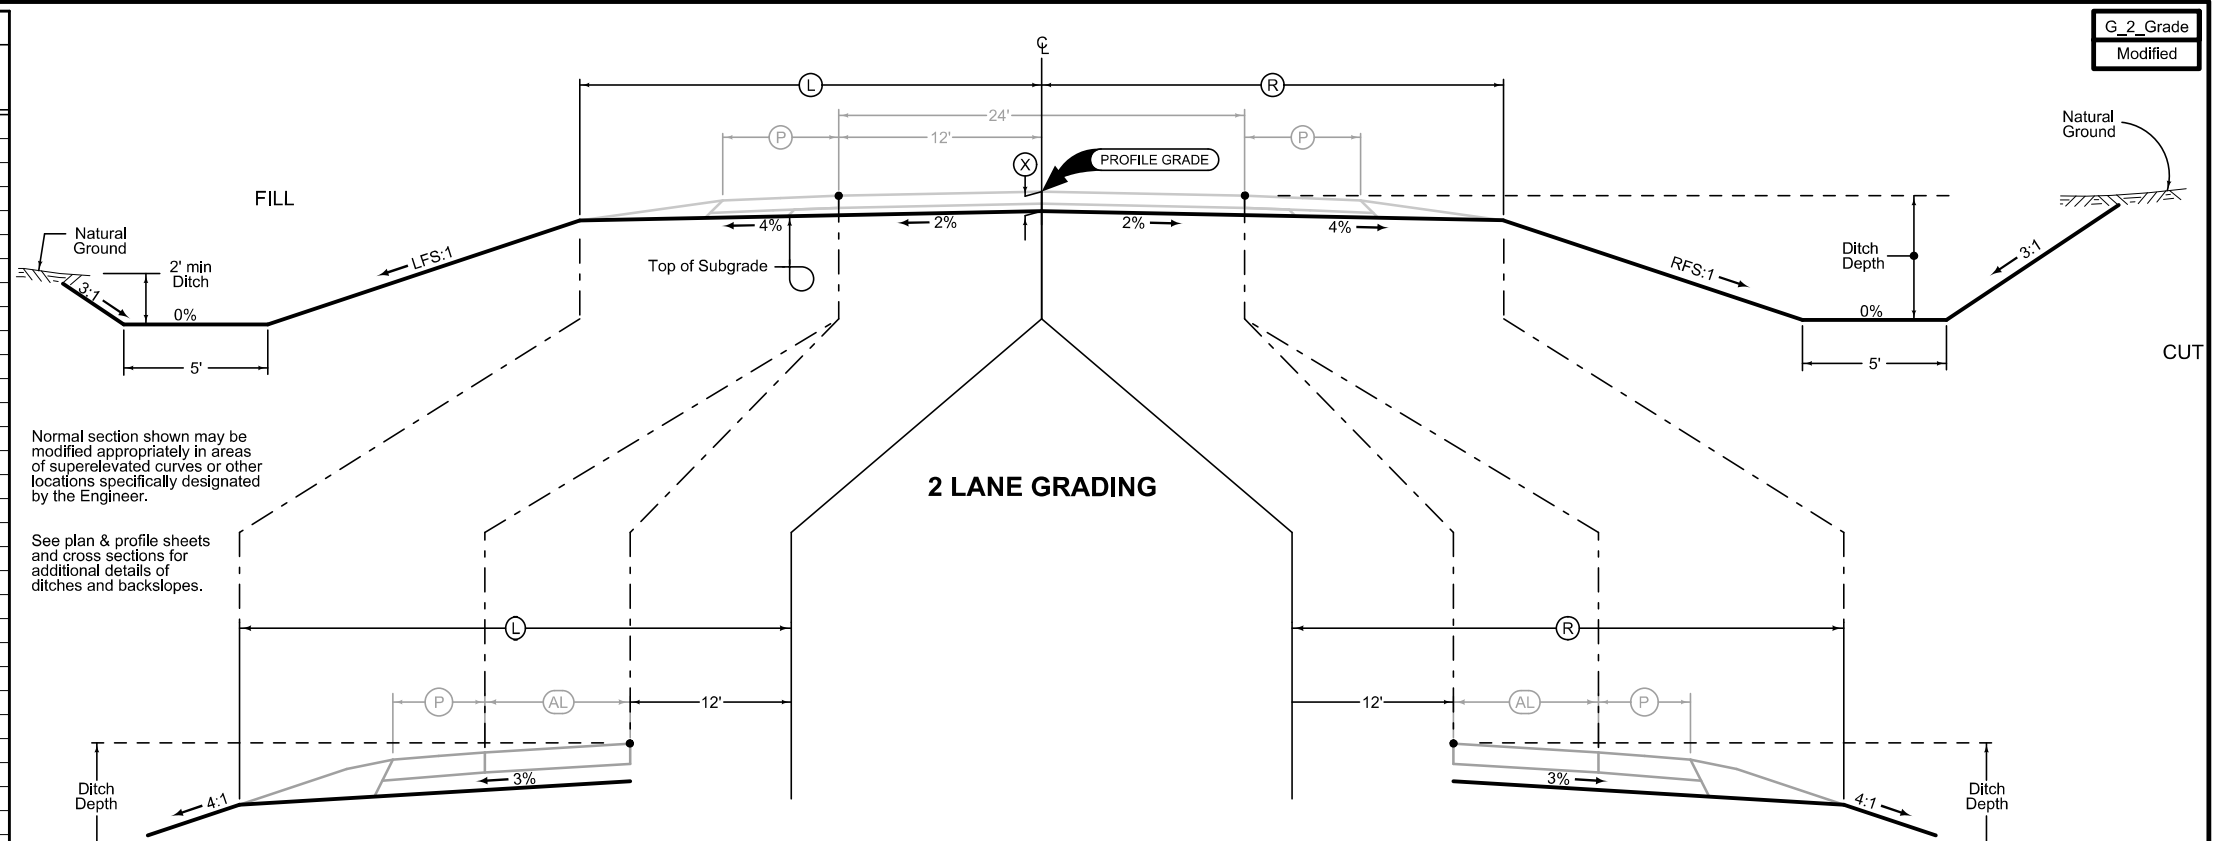 G_2_Grade
Modified
℄
L
R
24'
P
12'
P
X
PROFILE GRADE
Natural
Ground
FILL
4%
2%
2%
4%
Natural
Ground
2' min
Ditch
LFS:1
Top of Subgrade
Ditch
Depth
RFS:1
3:1
3:1
0%
0%
5'
5'
CUT
Normal section shown may be
modified appropriately in areas
of superelevated curves or other
locations specifically designated
by the Engineer.
2 LANE GRADING
See plan & profile sheets
and cross sections for
additional details of
ditches and backslopes.
L
R
P
AL
12'
12'
AL
P
3%
3%
Ditch
Depth
4:1
4:1
Ditch
Depth